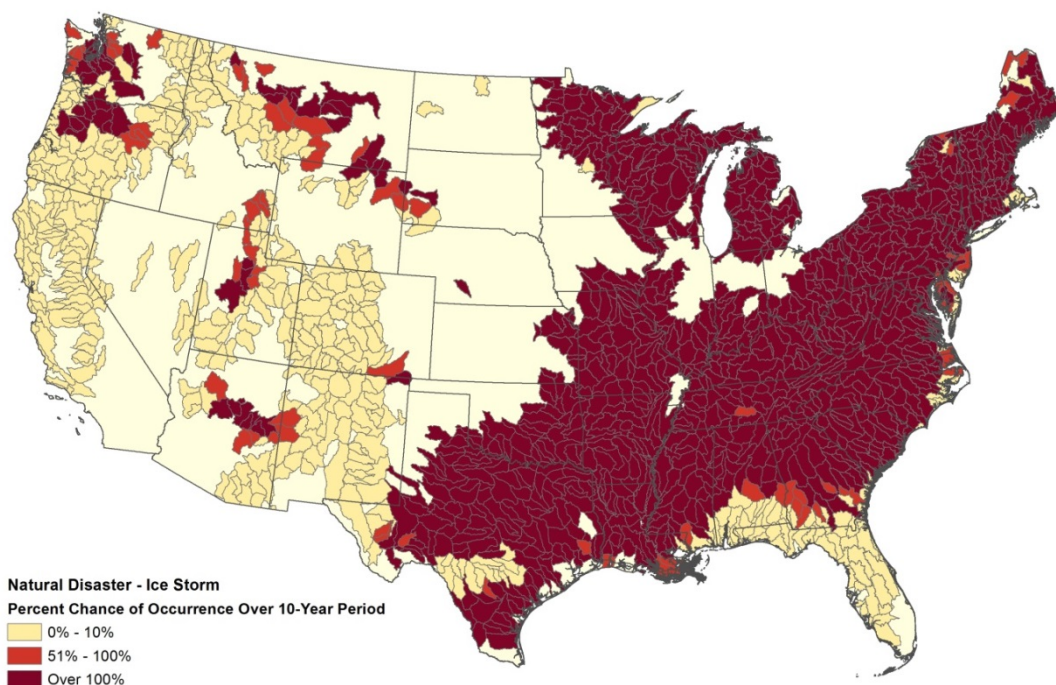 Natural Disaster - Ice Storm
Percent Chance of Occurrence Over 10-Year Period
0% - 10%
51% - 100%
Over 100%